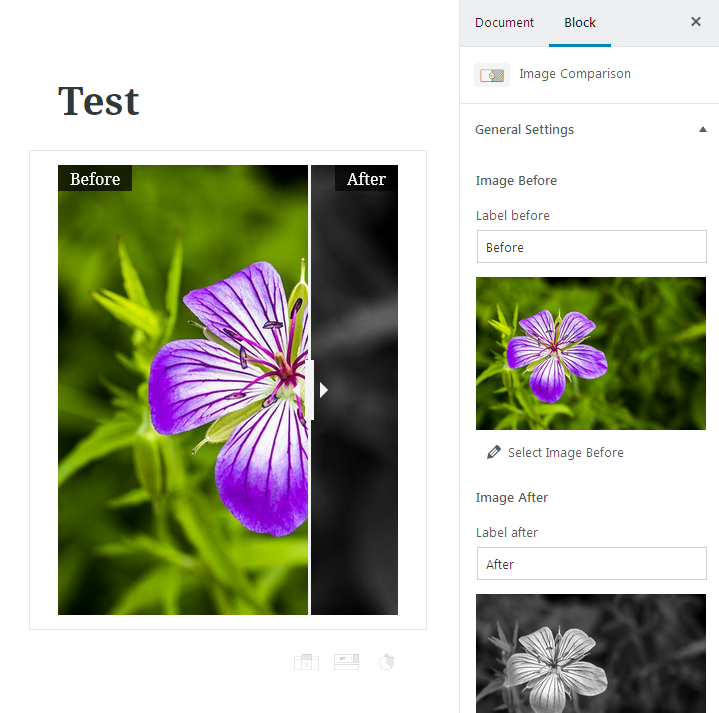 Document Block
Image Comparison
General Settings
Test
Before After
Image Before
Label before
Before
Select Image Before
Image After
Label after
After